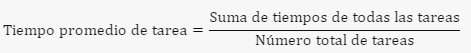 Tiempo promedio de tarea = Suma de tiempos de todas las tareas
Número total de tareas